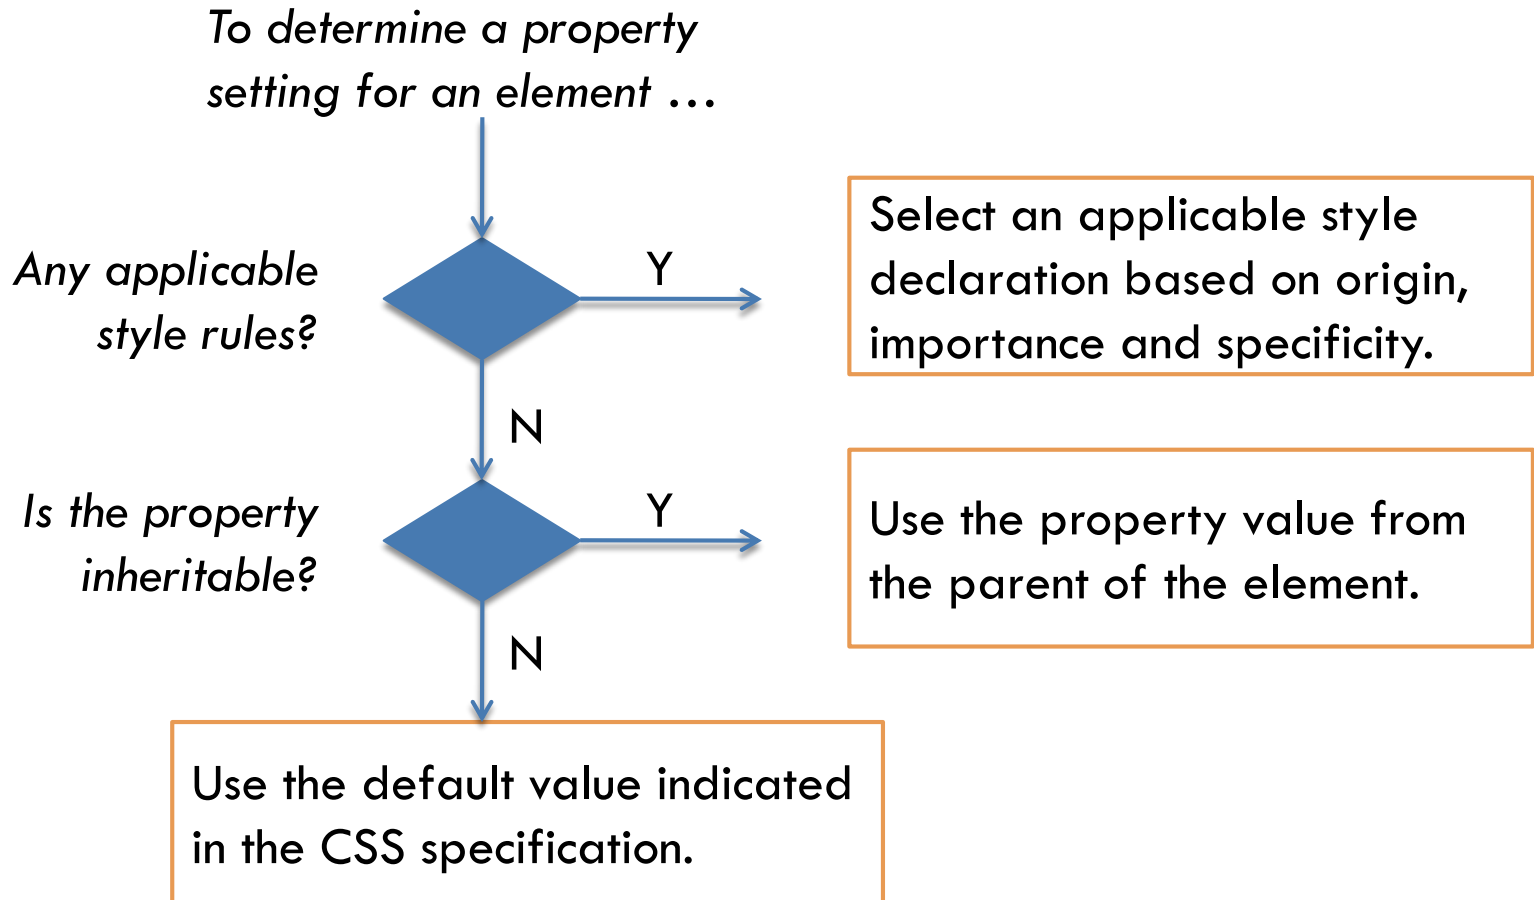 To determine a property
setting for an element …
Any applicable
style rules?
Y
Select an applicable style
declaration based on origin,
importance and specificity.
N
Is the property
inheritable?
Y
Use the property value from
the parent of the element.
N
Use the default value indicated
in the CSS specification.